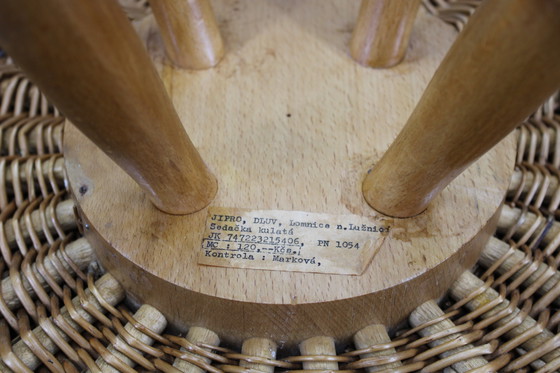 JIPRO, DLUV, Lomnice n.Lužnicí
Sedačka kulatá
JK 747223215406, PN 1054
MC : 120,--Kčs.,
Kontrola : Marková,